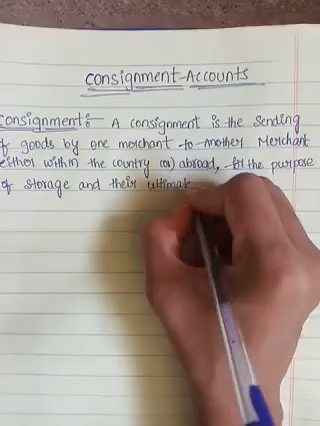 Consignment Accounts
Consignment:- A consignment is the sending
of goods by one merchant to Another Merchant
either within the country (or) abroad, for the purpose
of storage and their ultimat